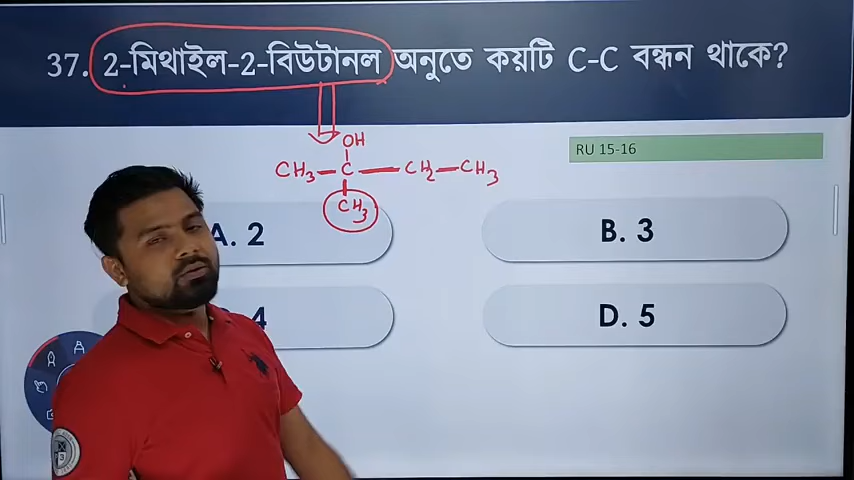 37. 2-মিথাইল-2-বিউটানল অনুতে কয়টি C-C বন্ধন থাকে?
RU 15-16
OH
CH3—C—CH2—CH3
CH3
A. 2
B. 3
4
D. 5